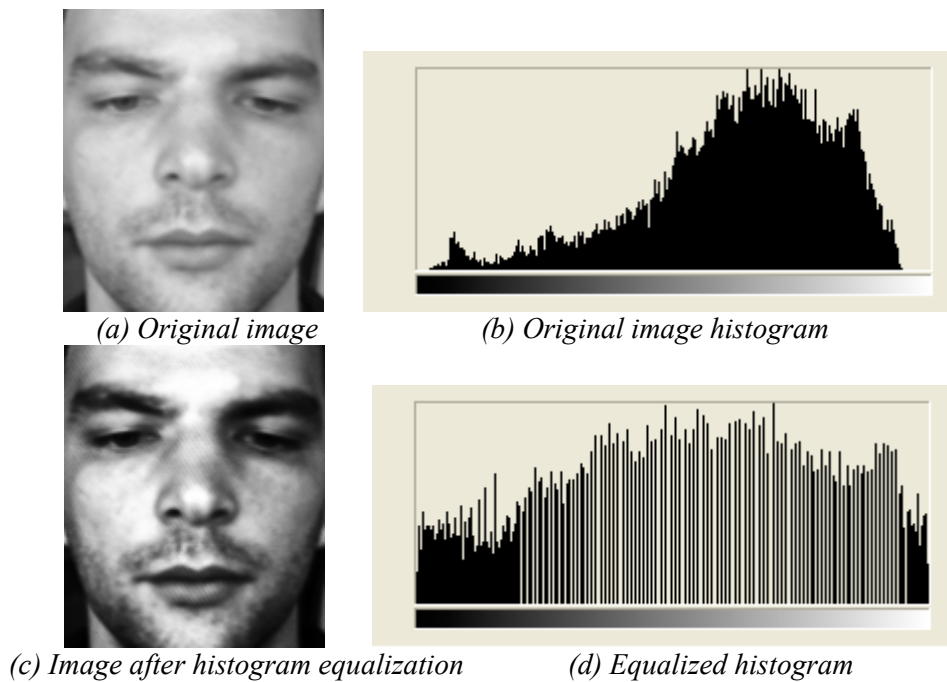 (a) Original image
(b) Original image histogram
(c) Image after histogram equalization
(d) Equalized histogram